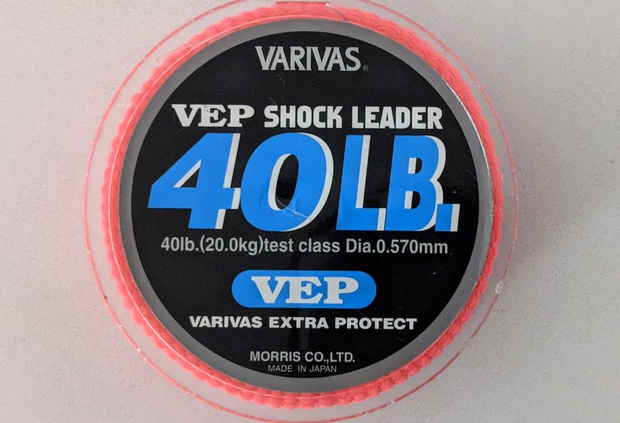 VARIVAS®
VEP SHOCK LEADER
40LB.
40lb.(20.0kg)test class Dia.0.570mm
VEP
VARIVAS EXTRA PROTECT
MORRIS CO.,LTD.
MADE IN JAPAN